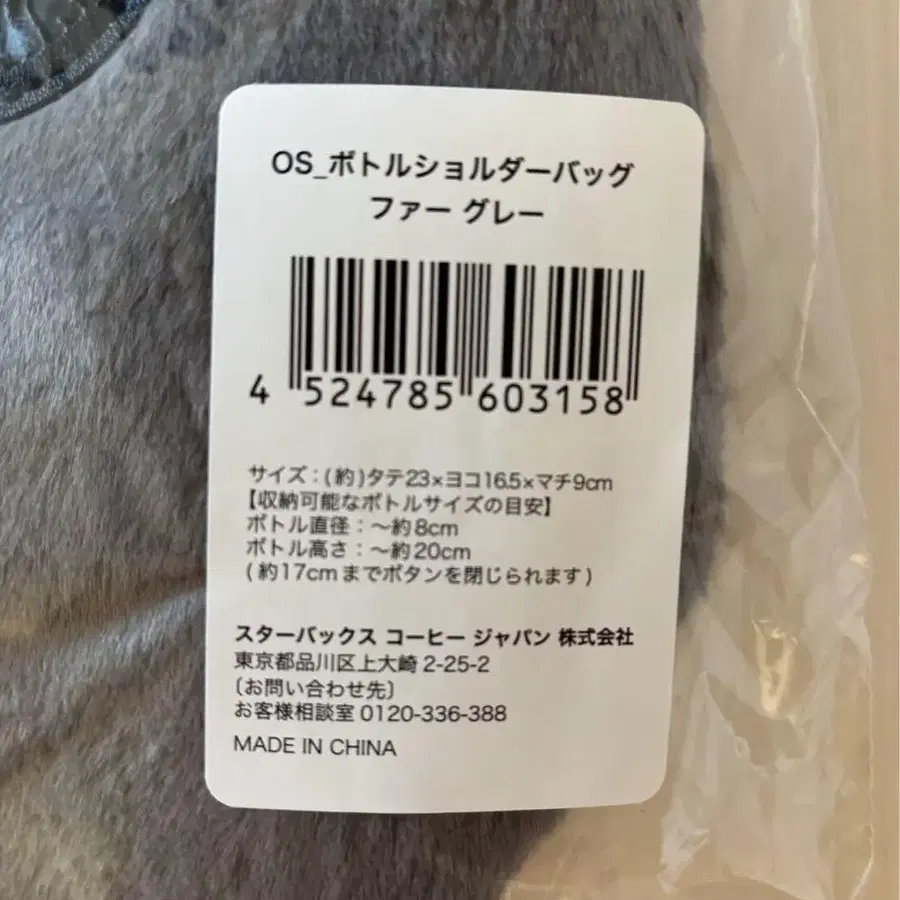 OS_ボトルショルダーバッグ
ファー グレー
4 524785 603158
サイズ：(約)タテ23×ヨコ16.5×マチ9cm
【収納可能なボトルサイズの目安】
ボトル直径：～約8cm
ボトル高さ：～約20cm
(約17cmまでボタンを閉じられます)
スターバックス コーヒー ジャパン 株式会社
東京都品川区上大崎 2-25-2
〔お問い合わせ先〕
お客様相談室 0120-336-388
MADE IN CHINA